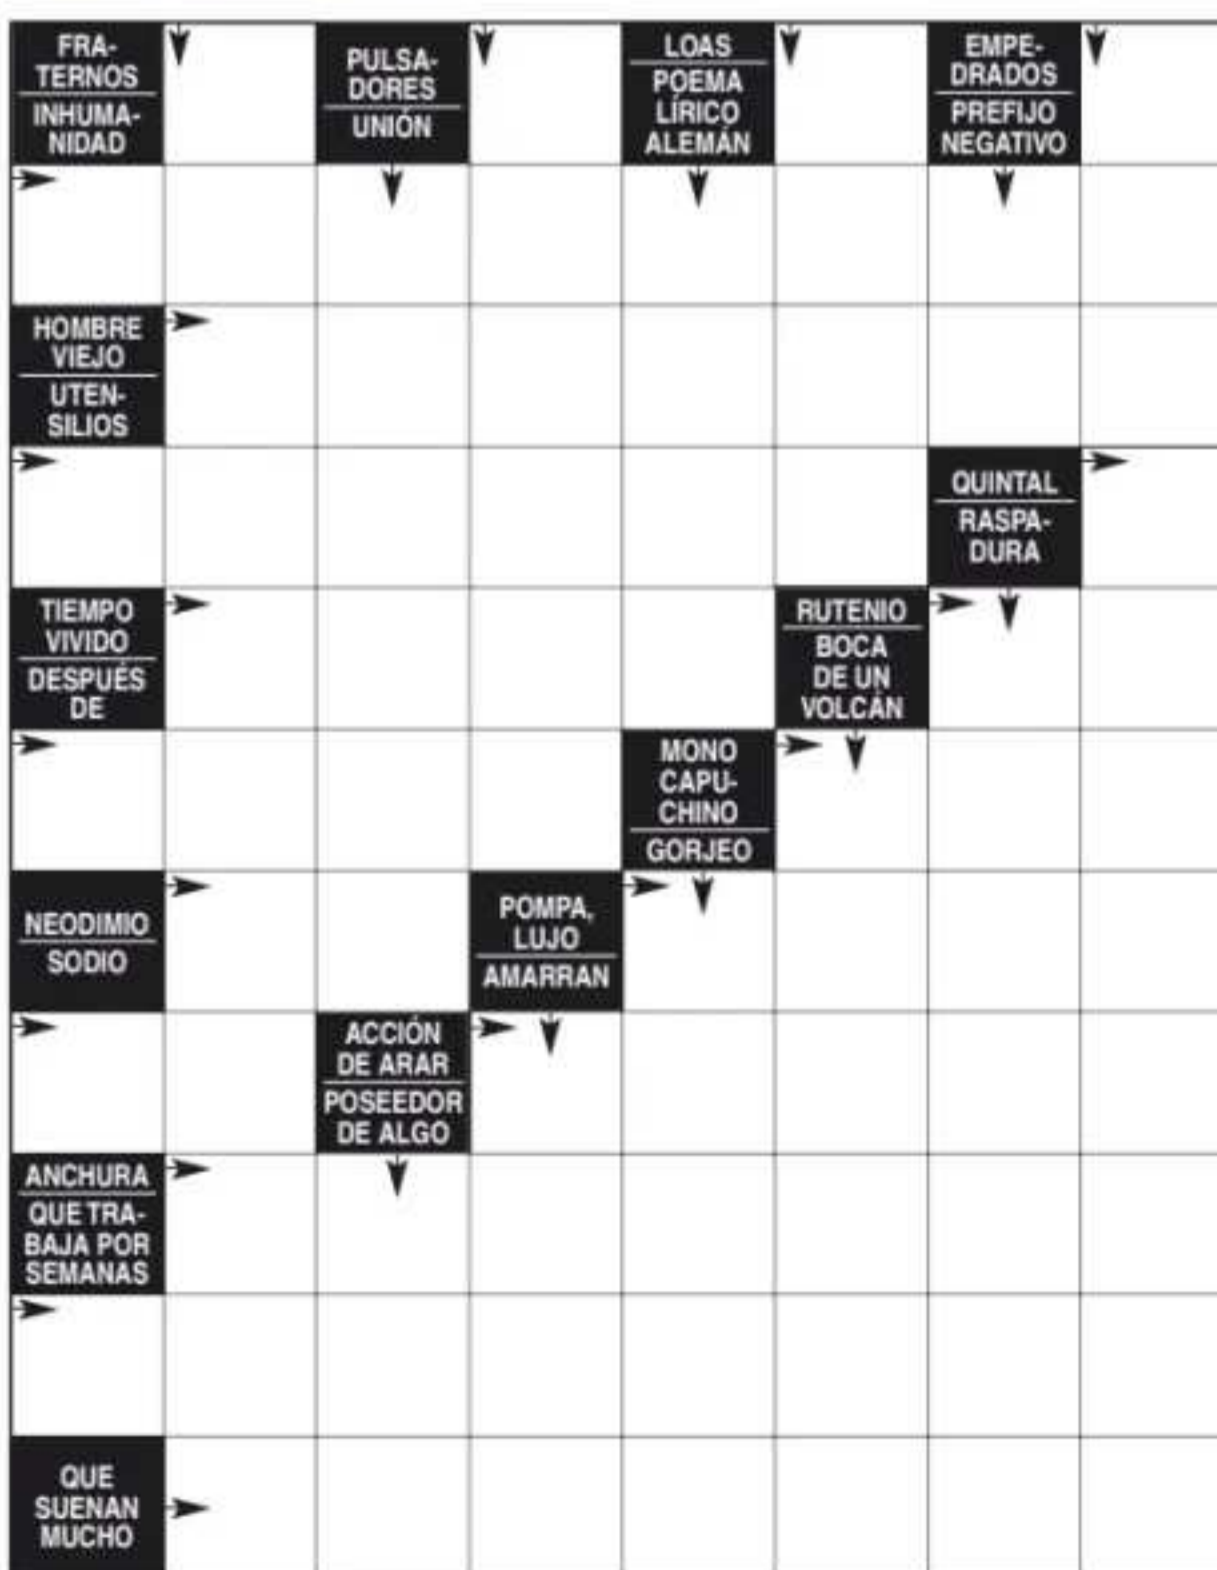 FRA-
TERNOS
INHUMA-
NIDAD
PULSA-
DORES
UNIÓN
LOAS
POEMA
LÍRICO
ALEMÁN
EMPE-
DRADOS
PREFIJO
NEGATIVO
HOMBRE
VIEJO
UTEN-
SILIOS
QUINTAL
RASPA-
DURA
TIEMPO
VIVIDO
DESPUÉS
DE
RUTENIO
BOCA
DE UN
VOLCÁN
MONO
CAPU-
CHINO
GORJEO
NEODIMIO
SODIO
POMPA,
LUJO
AMARRAN
ACCIÓN
DE ARAR
POSEEDOR
DE ALGO
ANCHURA
QUE TRA-
BAJA POR
SEMANAS
QUE
SUENAN
MUCHO